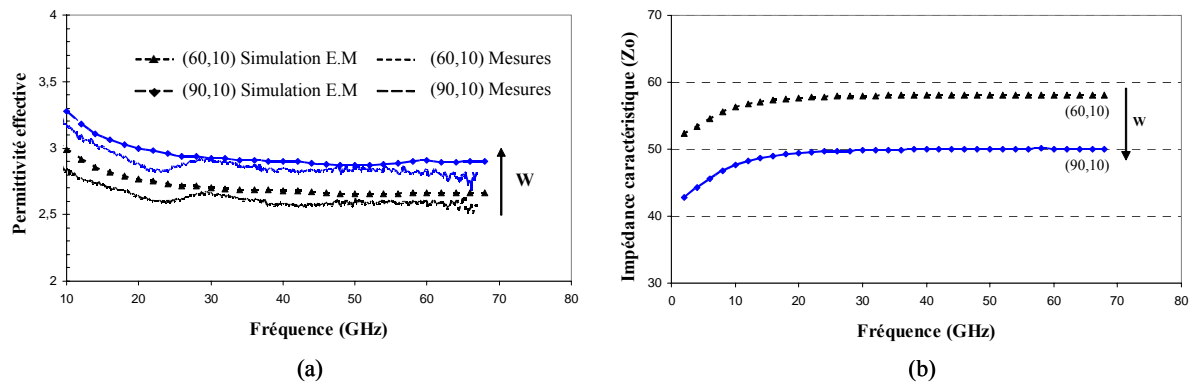 4
3,5
3
2,5
2
Permittivité effective
(60,10) Simulation E.M
(60,10) Mesures
(90,10) Simulation E.M
(90,10) Mesures
W
10 20 30 40 50 60 70 80
Fréquence (GHz)
(a)
70
60
50
40
30
Impédance caractéristique (Zo)
(60,10)
W
(90,10)
0 10 20 30 40 50 60 70 80
Fréquence (GHz)
(b)